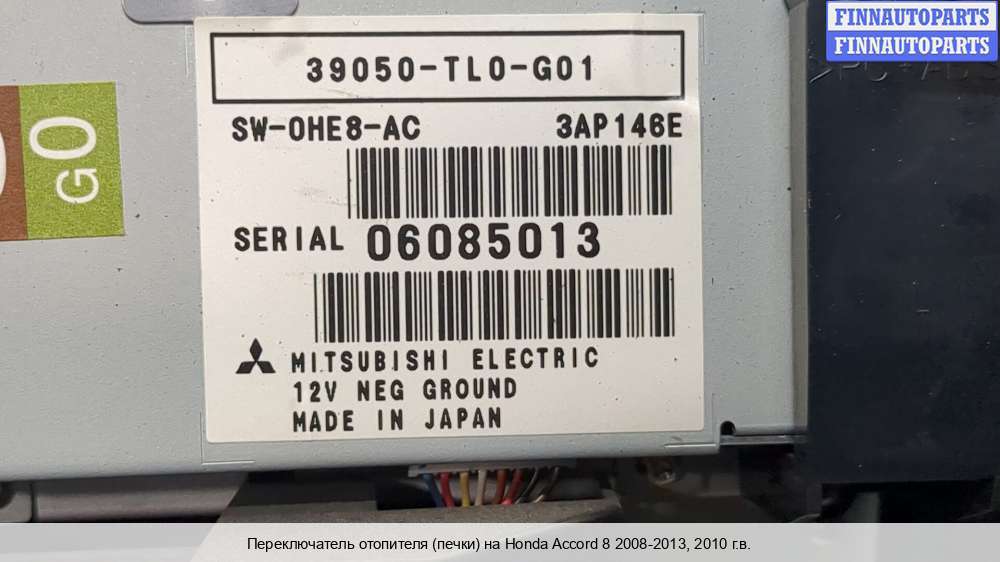 FINNAUTOPARTS
FINNAUTOPARTS
39050-TL0-G01
SW-0HE8-AC 3AP146E
SERIAL 06085013
MITSUBISHI ELECTRIC
12V NEG GROUND
MADE IN JAPAN
GO
Переключатель отопителя (печки) на Honda Accord 8 2008-2013, 2010 г.в.